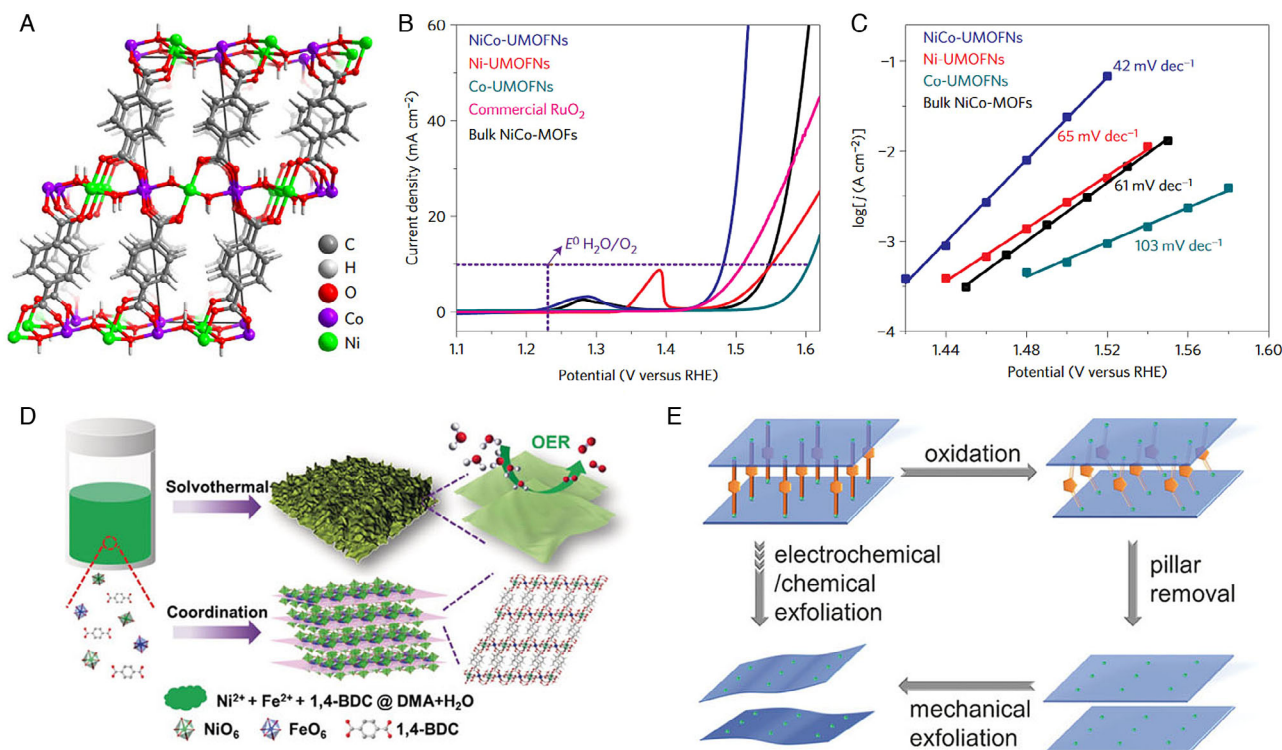 A
C
H
O
Co
Ni
B
NiCo-UMOFNs
Ni-UMOFNs
Co-UMOFNs
Commercial RuO₂
Bulk NiCo-MOFs
E⁰ H₂O/O₂
Current density (mA cm⁻²)
60
40
20
10
0
1.1
1.2
1.3
1.4
1.5
1.6
Potential (V versus RHE)
C
NiCo-UMOFNs
Ni-UMOFNs
Co-UMOFNs
Bulk NiCo-MOFs
42 mV dec⁻¹
65 mV dec⁻¹
61 mV dec⁻¹
103 mV dec⁻¹
log[j (A cm⁻²)]
−1
−2
−3
−4
1.44
1.48
1.52
1.56
1.60
Potential (V versus RHE)
D
Solvothermal
OER
Coordination
Ni²⁺ + Fe²⁺ + 1,4-BDC @ DMA+H₂O
NiO₆
FeO₆
1,4-BDC
E
oxidation
electrochemical
/chemical
exfoliation
pillar
removal
mechanical
exfoliation